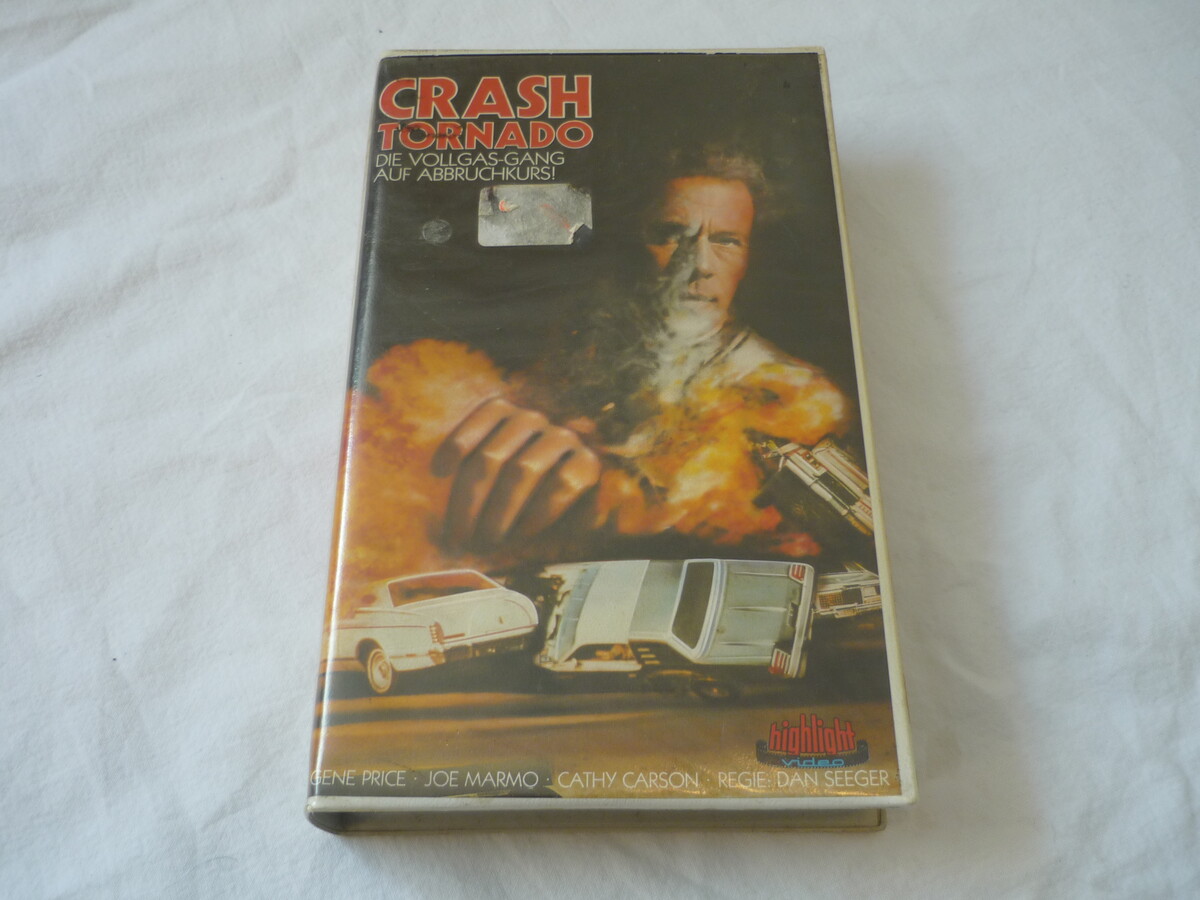 CRASH
TORNADO
DIE VOLLGAS-GANG
AUF ABBRUCHKURS!
highlight
video
GENE PRICE · JOE MARMO · CATHY CARSON · REGIE: DAN SEEGER